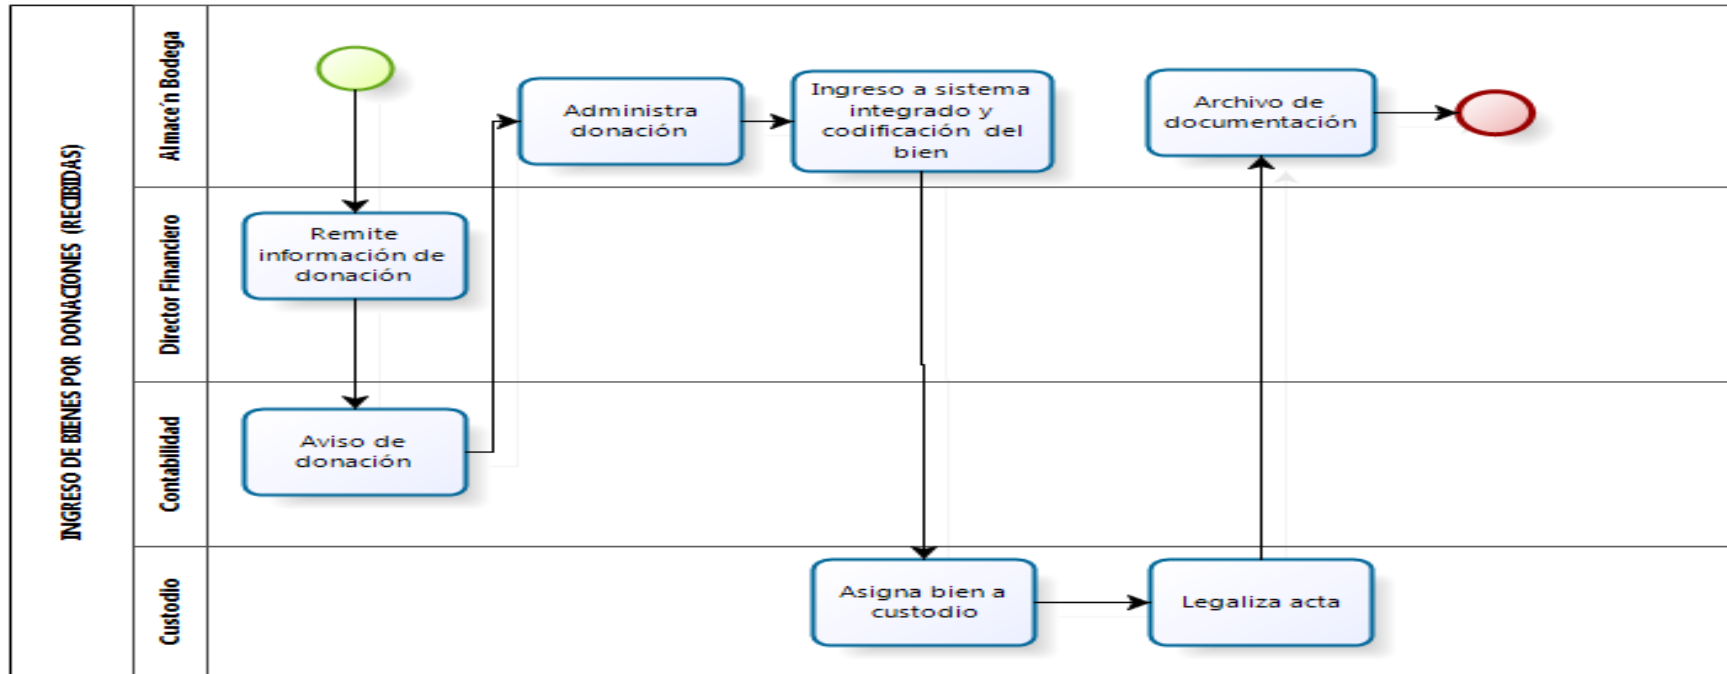 INGRESO DE BIENES POR DONACIONES (RECIBIDAS)
Almace´n Bodega
Administra
donación
Ingreso a sistema
integrado y
codificación del
bien
Archivo de
documentación
Director Financiero
Remite
información de
donación
Contabilidad
Aviso de
donación
Custodio
Asigna bien a
custodio
Legaliza acta